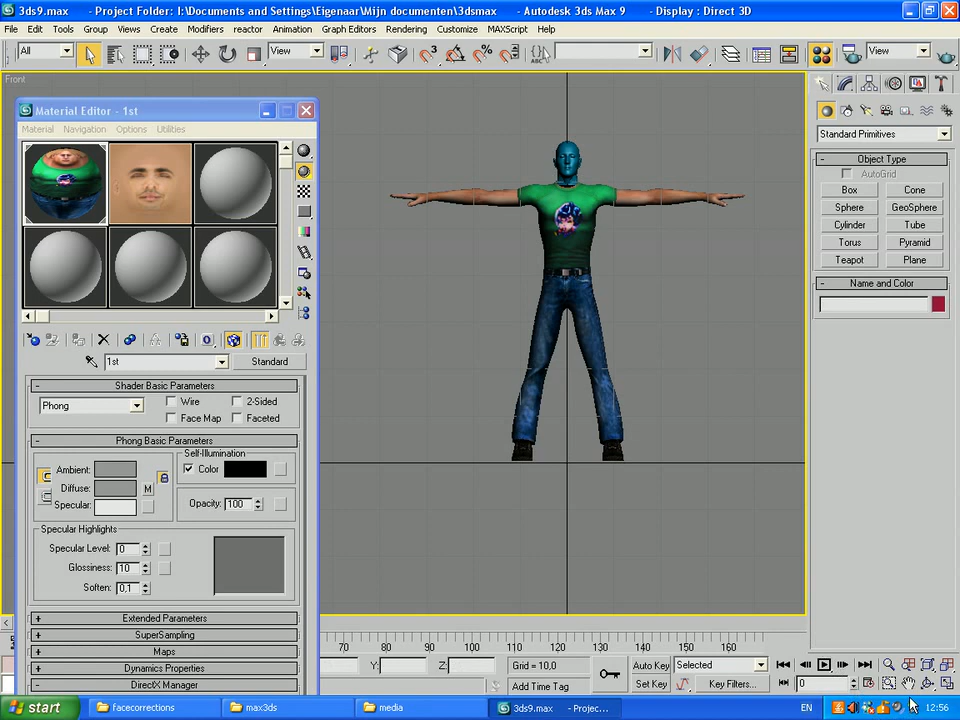 3ds9.max - Project Folder: I:\Documents and Settings\Eigenaar\Mijn documenten\3dsmax - Autodesk 3ds Max 9 - Display : Direct 3D
File Edit Tools Group Views Create Modifiers reactor Animation Graph Editors Rendering Customize MAXScript Help
All View View
Front
Material Editor - 1st
Material Navigation Options Utilities
Standard Primitives
- Object Type
AutoGrid
Box Cone
Sphere GeoSphere
Cylinder Tube
Torus Pyramid
Teapot Plane
- Name and Color
1st Standard
- Shader Basic Parameters
Phong Wire 2-Sided
Face Map Faceted
- Phong Basic Parameters
Self-Illumination
Ambient: Color
Diffuse: M
Specular: Opacity: 100
Specular Highlights
Specular Level: 0
Glossiness: 10
Soften: 0,1
+ Extended Parameters
+ SuperSampling
+ Maps
+ Dynamics Properties
- DirectX Manager
70 80 90 100 110 120 130 140 150 160
Y: Z: Grid = 10,0 Auto Key Selected
Add Time Tag Set Key Key Filters... 0
start facecorrections max3ds media 3ds9.max - Projec... EN 12:56